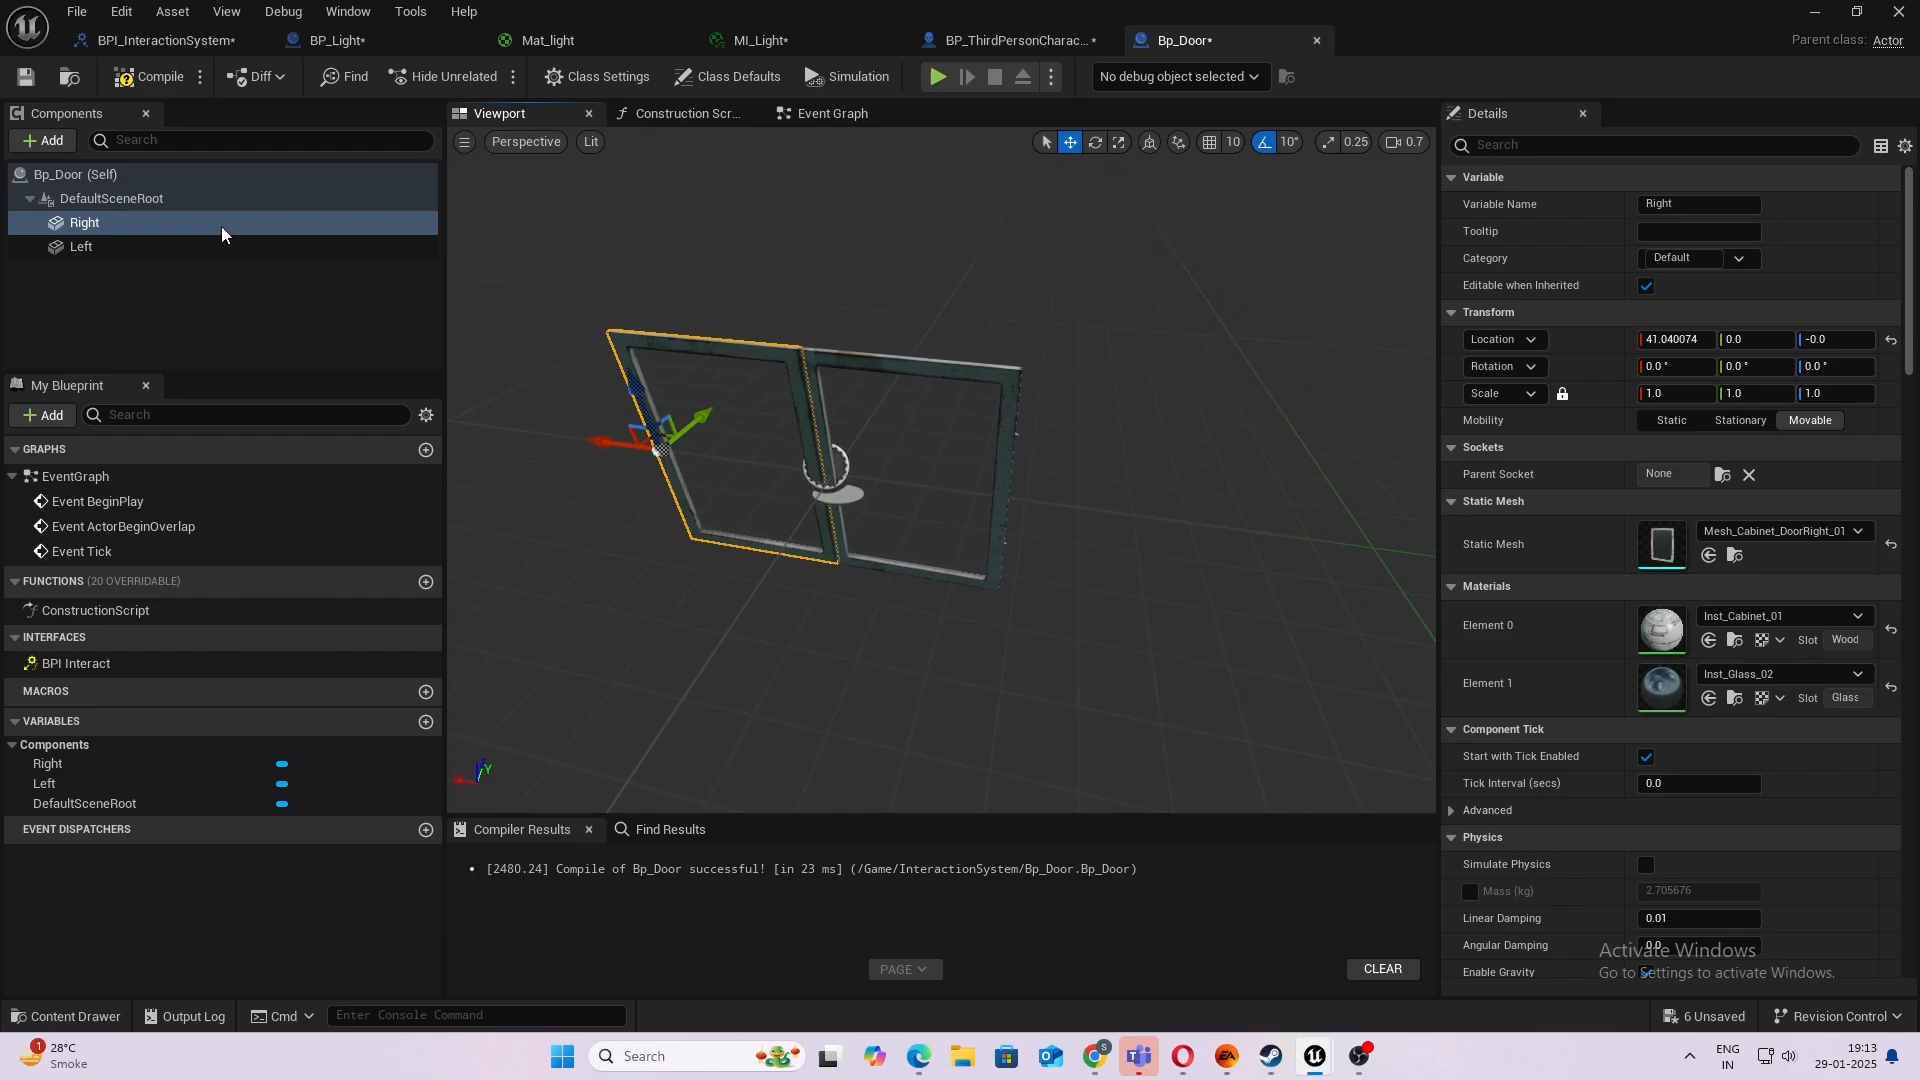 File Edit Asset View Debug Window Tools Help
BPI_InteractionSystem* BP_Light* Mat_light MI_Light* BP_ThirdPersonCharac...* Bp_Door* Parent class: Actor
Compile Diff Find Hide Unrelated Class Settings Class Defaults Simulation No debug object selected
Components
Add Search
Bp_Door (Self)
DefaultSceneRoot
Right
Left
My Blueprint
Add Search
GRAPHS
EventGraph
Event BeginPlay
Event ActorBeginOverlap
Event Tick
FUNCTIONS (20 OVERRIDABLE)
ConstructionScript
INTERFACES
BPI Interact
MACROS
VARIABLES
Components
Right
Left
DefaultSceneRoot
EVENT DISPATCHERS
Viewport Construction Scr... Event Graph
Perspective Lit 10 10° 0.25 0.7
Z Y
Compiler Results Find Results
• [2480.24] Compile of Bp_Door successful! [in 23 ms] (/Game/InteractionSystem/Bp_Door.Bp_Door)
PAGE CLEAR
Details
Search
Variable
Variable Name Right
Tooltip
Category Default
Editable when Inherited
Transform
Location 41.040074 0.0 -0.0
Rotation 0.0 ° 0.0 ° 0.0 °
Scale 1.0 1.0 1.0
Mobility Static Stationary Movable
Sockets
Parent Socket None
Static Mesh
Static Mesh Mesh_Cabinet_DoorRight_01
Materials
Element 0 Inst_Cabinet_01
Slot Wood
Element 1 Inst_Glass_02
Slot Glass
Component Tick
Start with Tick Enabled
Tick Interval (secs) 0.0
Advanced
Physics
Simulate Physics
Mass (kg) 2.705676
Linear Damping 0.01
Angular Damping 0.0
Enable Gravity
Activate Windows
Go to Settings to activate Windows.
Content Drawer Output Log Cmd Enter Console Command 6 Unsaved Revision Control
1 28°C
Smoke
Search
ENG
IN
19:13
29-01-2025